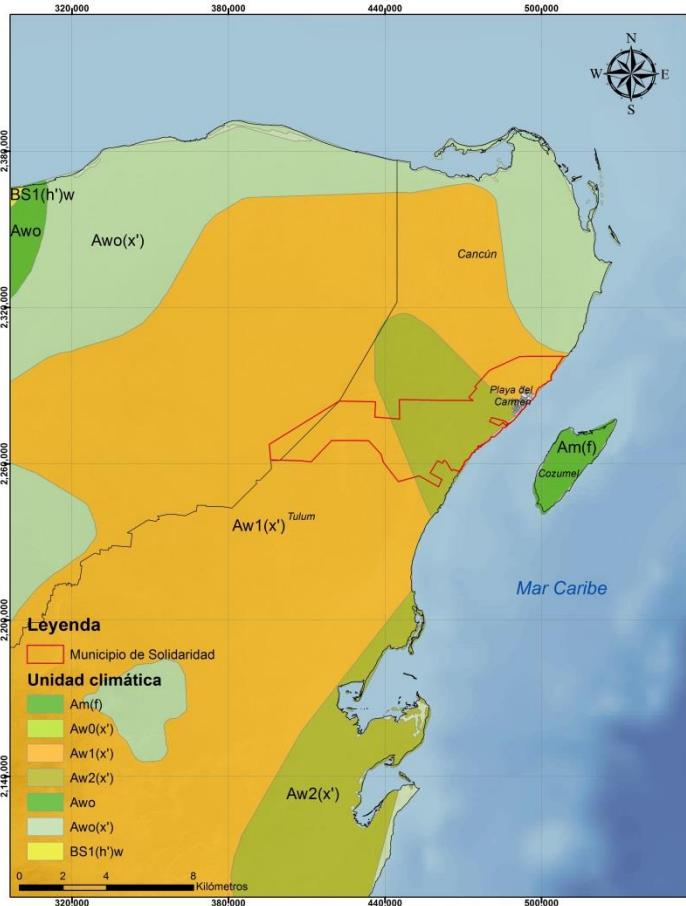 320,000 380,000 440,000 500,000
N
W E
S
2,380,000
BS1(h')w
Awo
Awo(x')
Cancún
2,320,000
Playa del
Carmen
2,260,000
Am(f)
Cozumel
Aw1(x') Tulum
Mar Caribe
2,200,000
Leyenda
Municipio de Solidaridad
Unidad climática
Am(f)
Aw0(x')
Aw1(x')
Aw2(x')
Awo
Awo(x')
BS1(h')w
2,140,000
Aw2(x')
0 2 4 8
Kilómetros
320,000 380,000 440,000 500,000